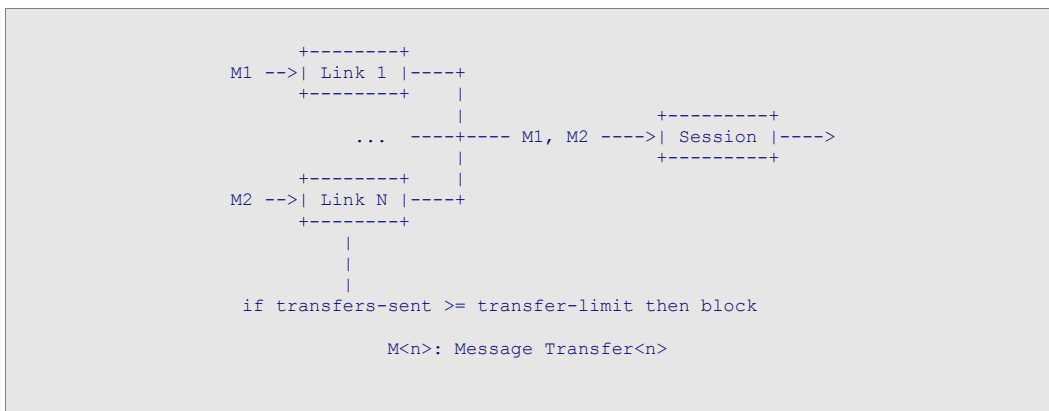 +--------+
M1 -->| Link 1 |----+
+--------+    |
|                +---------+
...  ----+---- M1, M2 ---->| Session |---->
|                +---------+
+--------+    |
M2 -->| Link N |----+
+--------+
|
|
|
if transfers-sent >= transfer-limit then block
M<n>: Message Transfer<n>